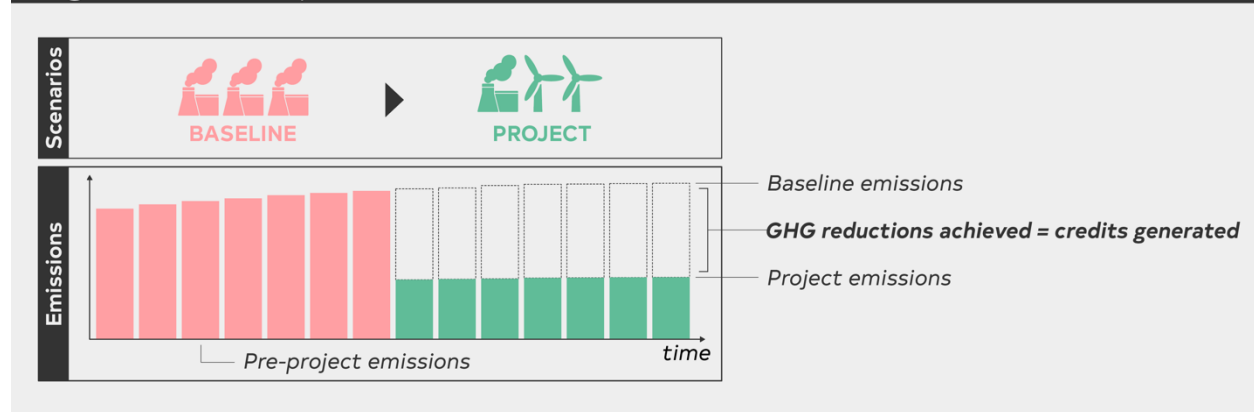 Scenarios
BASELINE
PROJECT
Emissions
Baseline emissions
GHG reductions achieved = credits generated
Project emissions
time
Pre-project emissions